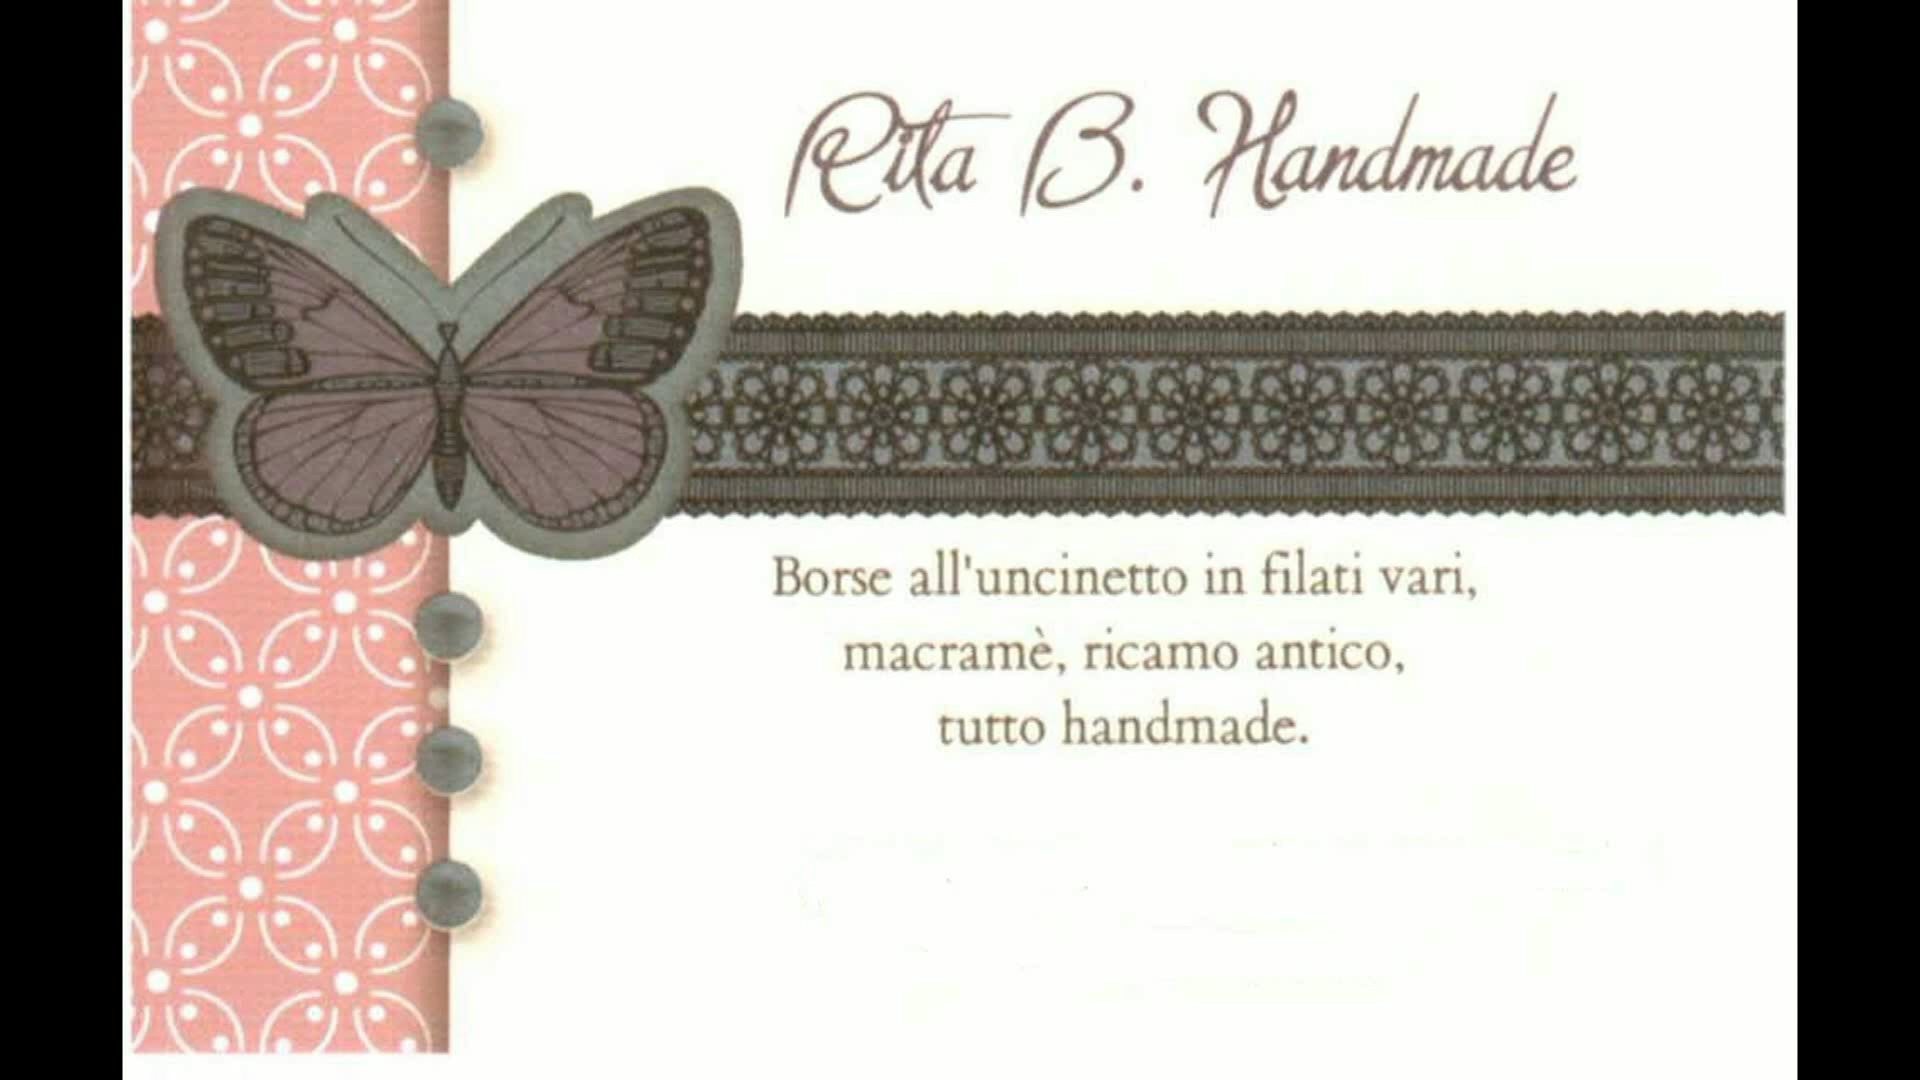 Rita B. Handmade
Borse all'uncinetto in filati vari,
macramè, ricamo antico,
tutto handmade.